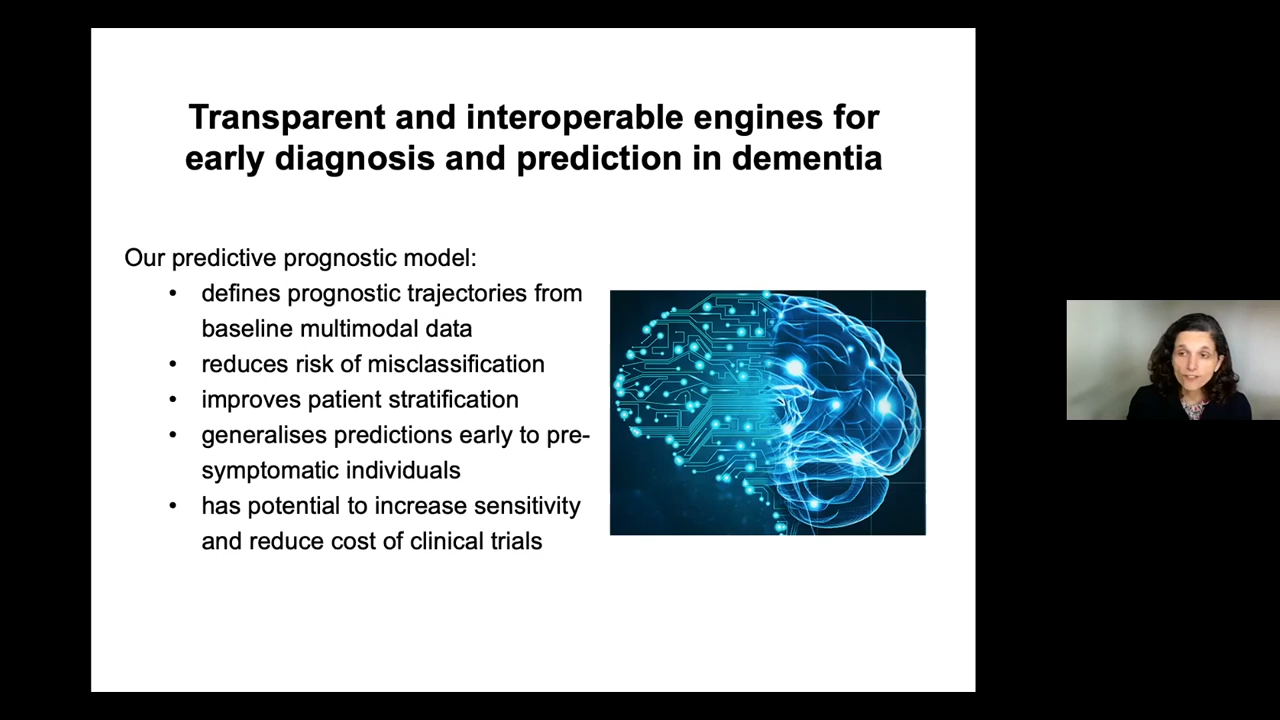 Transparent and interoperable engines for
early diagnosis and prediction in dementia
Our predictive prognostic model:
• defines prognostic trajectories from
baseline multimodal data
• reduces risk of misclassification
• improves patient stratification
• generalises predictions early to pre-
symptomatic individuals
• has potential to increase sensitivity
and reduce cost of clinical trials